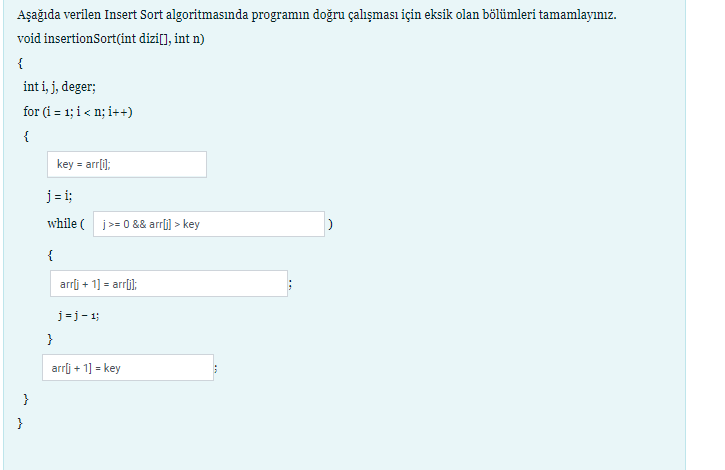 Aşağıda verilen Insert Sort algoritmasında programın doğru çalışması için eksik olan bölümleri tamamlayınız.
void insertionSort(int dizi[], int n)
{
int i, j, deger;
for (i = 1; i < n; i++)
{
key = arr[i];
j = i;
while ( j >= 0 && arr[j] > key )
{
arr[j + 1] = arr[j]; ;
j = j – 1;
}
arr[j + 1] = key ;
}
}